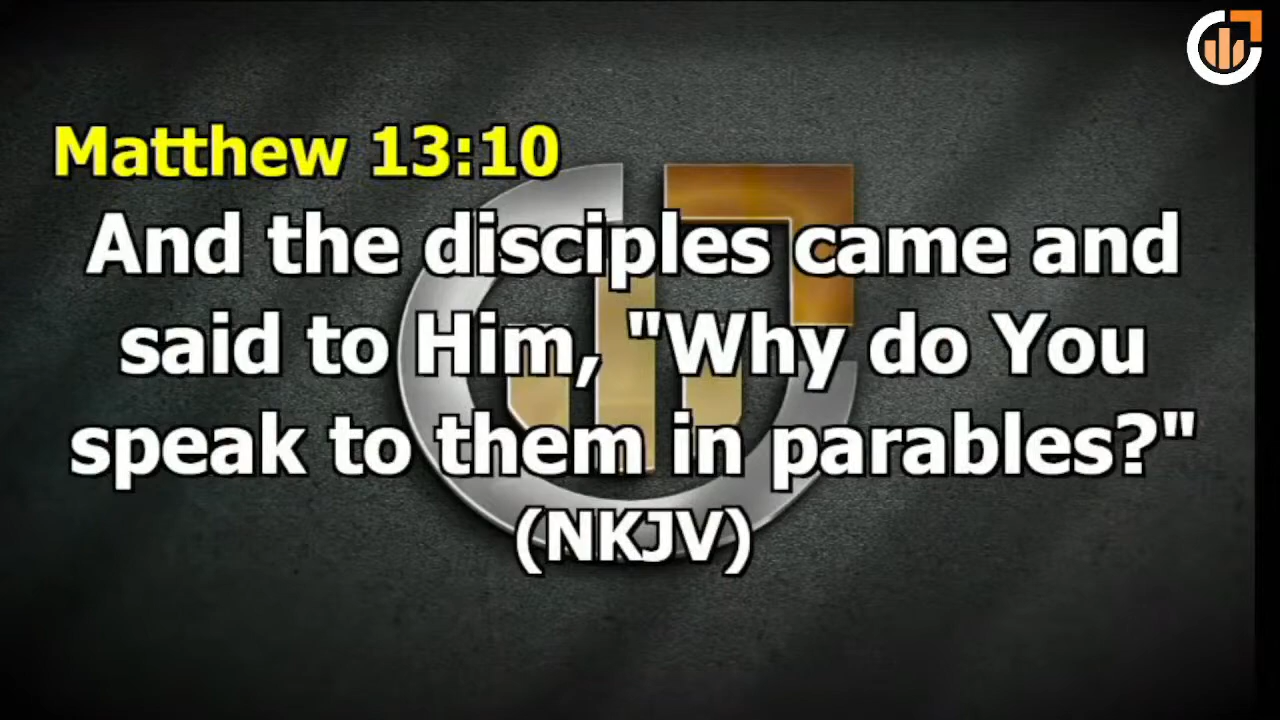 Matthew 13:10
And the disciples came and
said to Him, "Why do You
speak to them in parables?"
(NKJV)